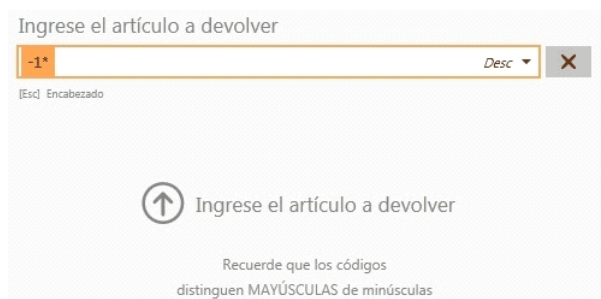 Ingrese el artículo a devolver
-1* Desc
[Esc] Encabezado
Ingrese el artículo a devolver
Recuerde que los códigos
distinguen MAYÚSCULAS de minúsculas